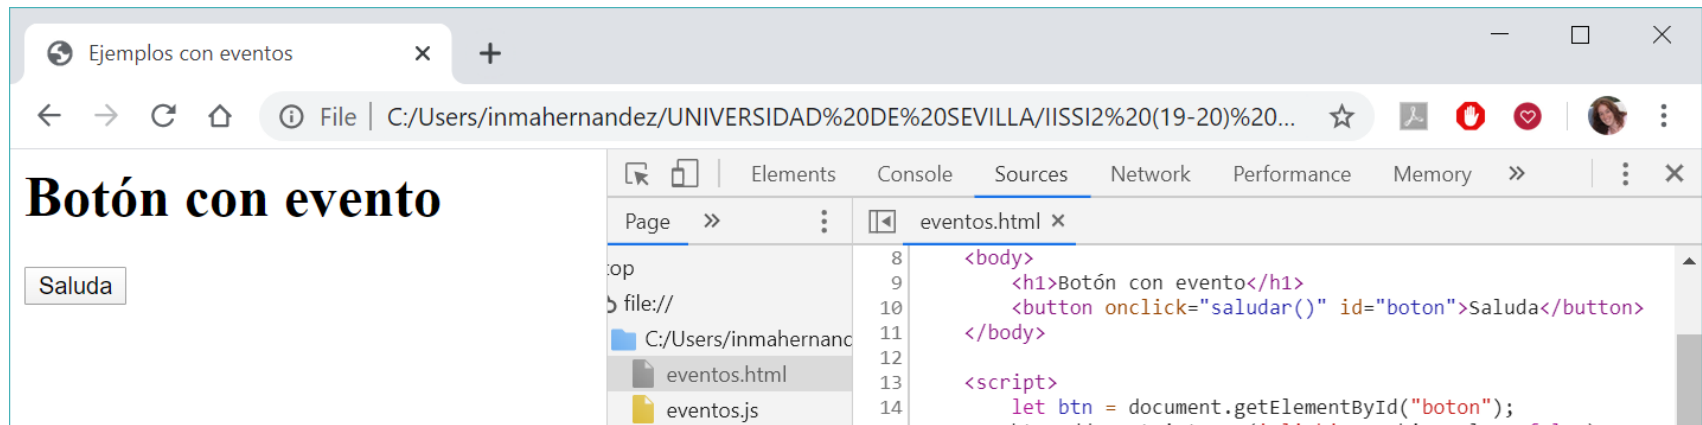 Ejemplos con eventos
File | C:/Users/inmahernandez/UNIVERSIDAD%20DE%20SEVILLA/IISSI2%20(19-20)%20...
Botón con evento
Saluda
Elements Console Sources Network Performance Memory »
Page »
top
file://
C:/Users/inmahernanc
eventos.html
eventos.js
eventos.html ×
8 <body>
9 <h1>Botón con evento</h1>
10 <button onclick="saludar()" id="boton">Saluda</button>
11 </body>
12
13 <script>
14 let btn = document.getElementById("boton");